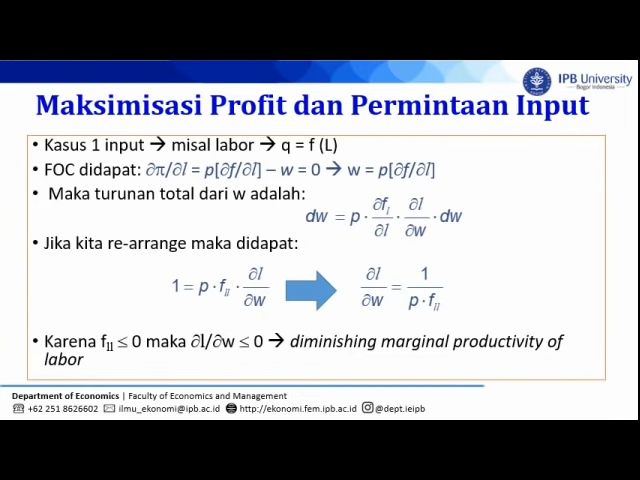 IPB University
Bogor Indonesia
Maksimisasi Profit dan Permintaan Input
• Kasus 1 input → misal labor → q = f (L)
• FOC didapat: ∂π/∂l = p[∂f/∂l] – w = 0 → w = p[∂f/∂l]
• Maka turunan total dari w adalah:
dw = p · ∂f_l/∂l · ∂l/∂w · dw
• Jika kita re-arrange maka didapat:
1 = p · f_ll · ∂l/∂w ∂l/∂w = 1/(p · f_ll)
• Karena f_ll ≤ 0 maka ∂l/∂w ≤ 0 → diminishing marginal productivity of
labor
Department of Economics | Faculty of Economics and Management
+62 251 8626602 ilmu_ekonomi@ipb.ac.id http://ekonomi.fem.ipb.ac.id @dept.ieipb